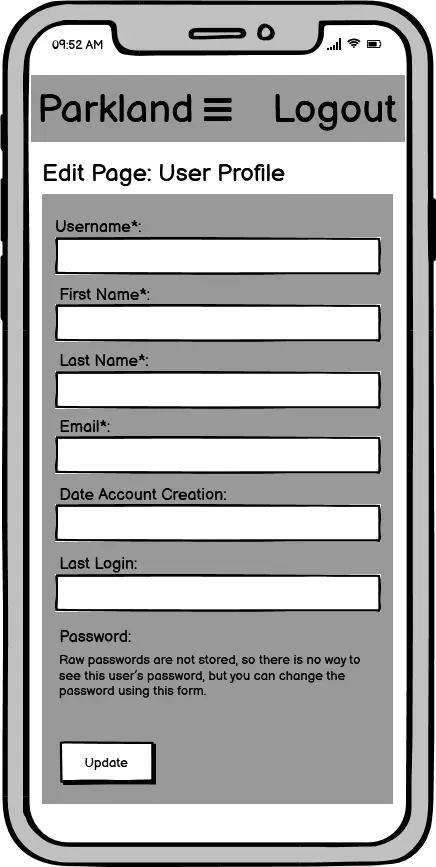 09:52 AM
Parkland Logout
Edit Page: User Profile
Username*:
First Name*:
Last Name*:
Email*:
Date Account Creation:
Last Login:
Password:
Raw passwords are not stored, so there is no way to
see this user's password, but you can change the
password using this form.
Update